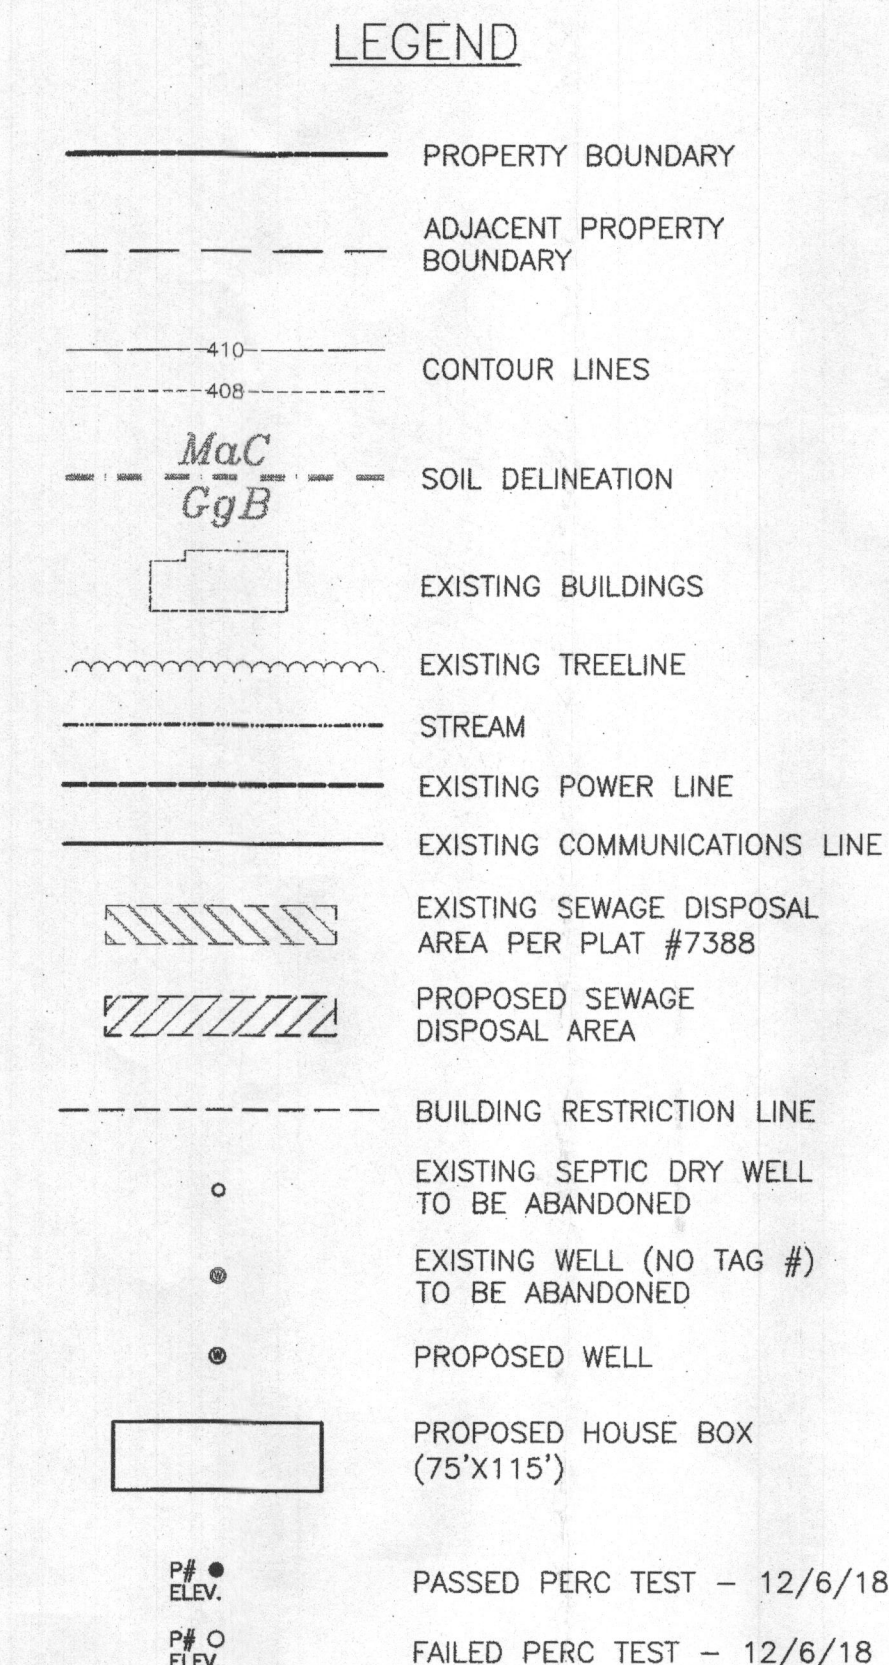 LEGEND
PROPERTY BOUNDARY
ADJACENT PROPERTY
BOUNDARY
410
408
CONTOUR LINES
MaC
GgB
SOIL DELINEATION
EXISTING BUILDINGS
EXISTING TREELINE
STREAM
EXISTING POWER LINE
EXISTING COMMUNICATIONS LINE
EXISTING SEWAGE DISPOSAL
AREA PER PLAT #7388
PROPOSED SEWAGE
DISPOSAL AREA
BUILDING RESTRICTION LINE
EXISTING SEPTIC DRY WELL
TO BE ABANDONED
W
EXISTING WELL (NO TAG #)
TO BE ABANDONED
W
PROPOSED WELL
PROPOSED HOUSE BOX
(75'X115')
P#
ELEV.
PASSED PERC TEST – 12/6/18
P#
ELEV.
FAILED PERC TEST – 12/6/18